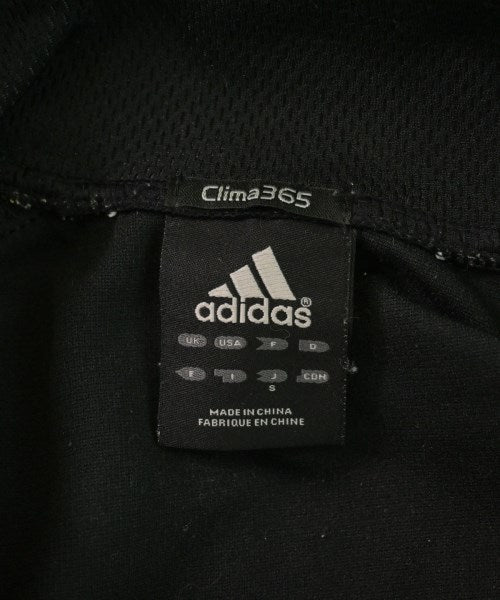 Clima365
adidas®
UK USA F D
E I J CDN
S
MADE IN CHINA
FABRIQUE EN CHINE